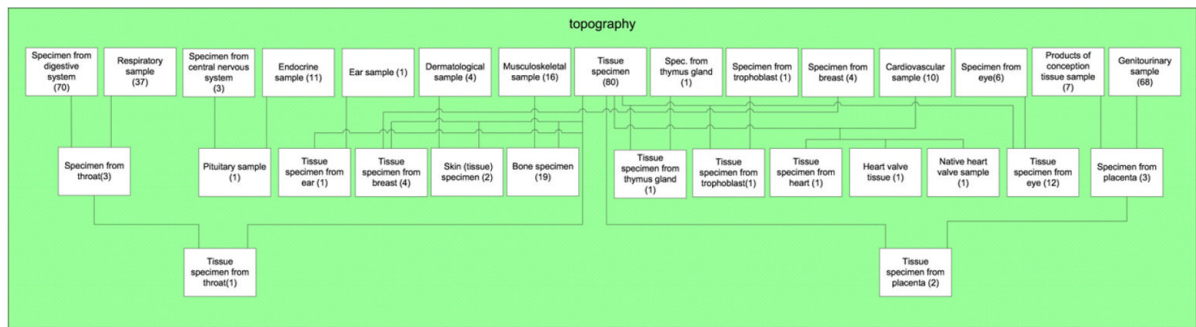 topography
Specimen from
digestive
system
(70)
Respiratory
sample
(37)
Specimen from
central nervous
system
(3)
Endocrine
sample (11)
Ear sample (1)
Dermatological
sample (4)
Musculoskeletal
sample (16)
Tissue
specimen
(80)
Spec. from
thymus gland
(1)
Specimen from
trophoblast (1)
Specimen from
breast (4)
Cardiovascular
sample (10)
Specimen from
eye(6)
Products of
conception
tissue sample
(7)
Genitourinary
sample
(68)
Specimen from
throat(3)
Pituitary sample
(1)
Tissue
specimen from
ear (1)
Tissue
specimen from
breast (4)
Skin (tissue)
specimen (2)
Bone specimen
(19)
Tissue
specimen from
thymus gland
(1)
Tissue
specimen from
trophoblast(1)
Tissue
specimen from
heart (1)
Heart valve
tissue (1)
Native heart
valve sample
(1)
Tissue
specimen from
eye (12)
Specimen from
placenta (3)
Tissue
specimen from
throat(1)
Tissue
specimen from
placenta (2)